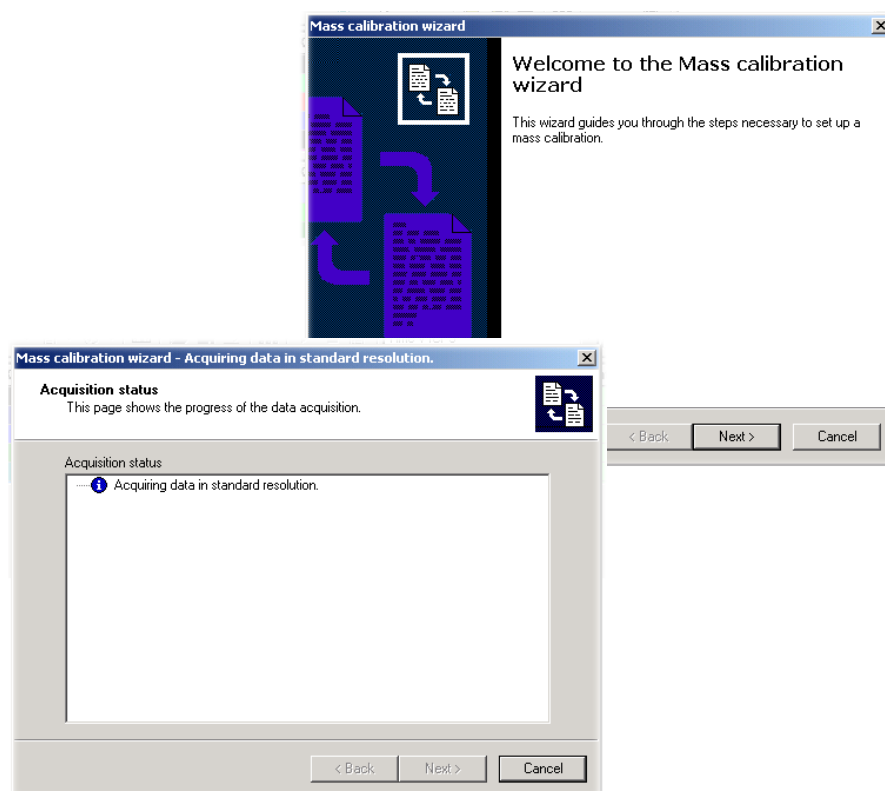 Mass calibration wizard
Welcome to the Mass calibration
wizard
This wizard guides you through the steps necessary to set up a
mass calibration.
< Back
Next >
Cancel
Mass calibration wizard - Acquiring data in standard resolution.
Acquisition status
This page shows the progress of the data acquisition.
Acquisition status
Acquiring data in standard resolution.
< Back
Next >
Cancel